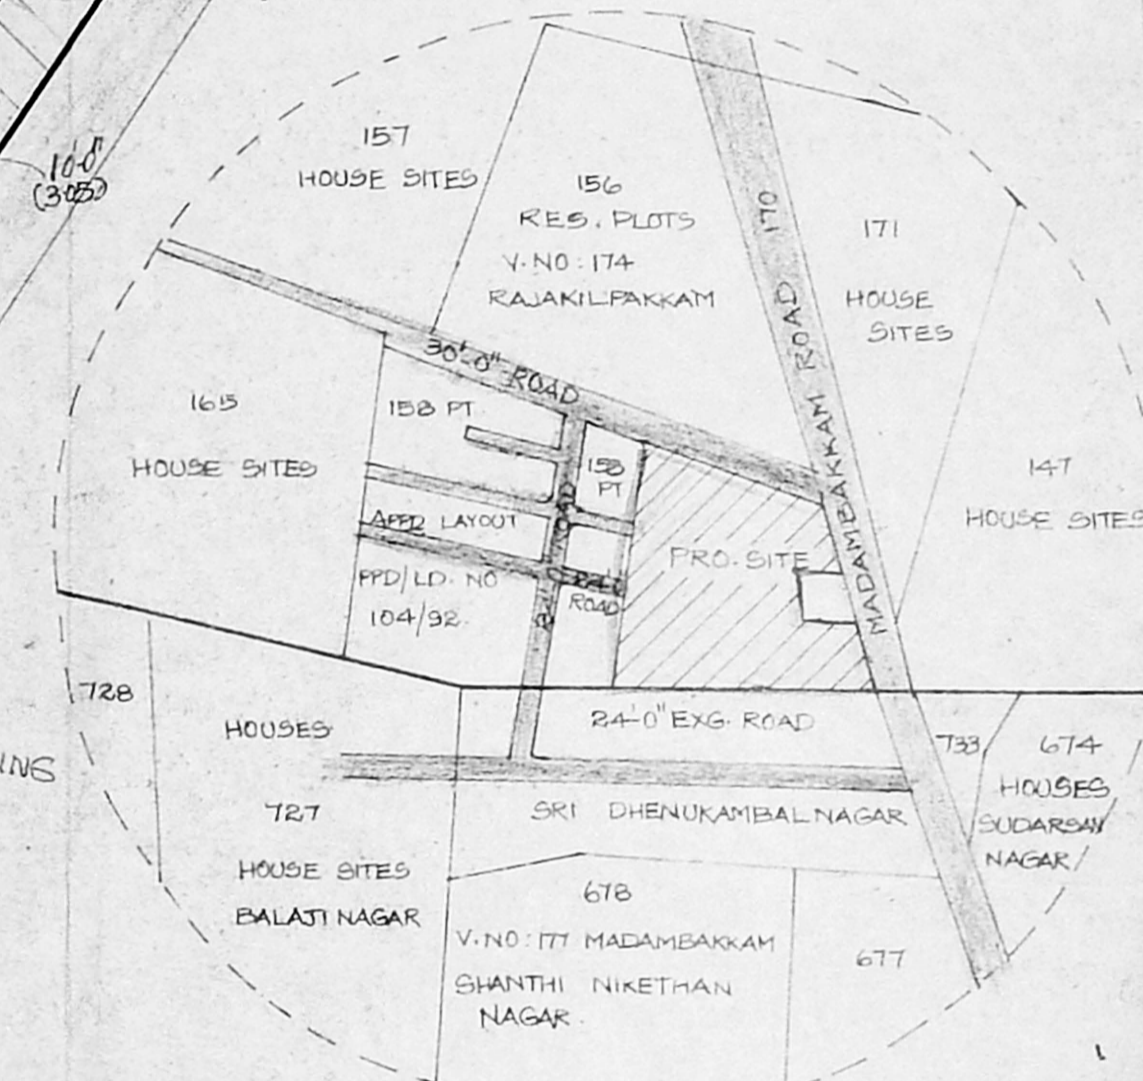 10'-0"
(3.05)
157
HOUSE SITES
156
RES. PLOTS
V.NO: 174
RAJAKILPAKKAM
MADAMBAKKAM ROAD 170
171
HOUSE
SITES
30'-0" ROAD
165
HOUSE SITES
158 PT
158
PT
147
HOUSE SITES
APPD LAYOUT
PPD/LD. NO
104/92
ROAD
PRO. SITE
728
HOUSES
24'-0" EXG. ROAD
733
674
HOUSES
SUDARSAN
NAGAR
727
HOUSE SITES
BALAJI NAGAR
SRI DHENUKAMBAL NAGAR
678
V.NO: 177 MADAMBAKKAM
SHANTHI NIKETHAN
NAGAR.
677